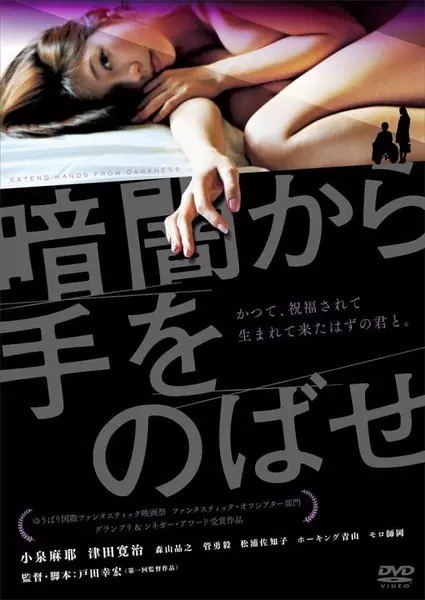 EXTEND HANDS FROM DARKNESS
暗闇から
手を
のばせ
かつて、祝福されて
生まれて来たはずの君と。
ゆうばり国際ファンタスティック映画祭 ファンタスティック・オフシアター部門
グランプリ&シネガー・アワード受賞作品
小泉麻耶 津田寛治 森山晶之 管勇毅 松浦佐知子 ホーキング青山 モロ師岡
監督・脚本:戸田幸宏(第一回監督作品)
DVD
VIDEO